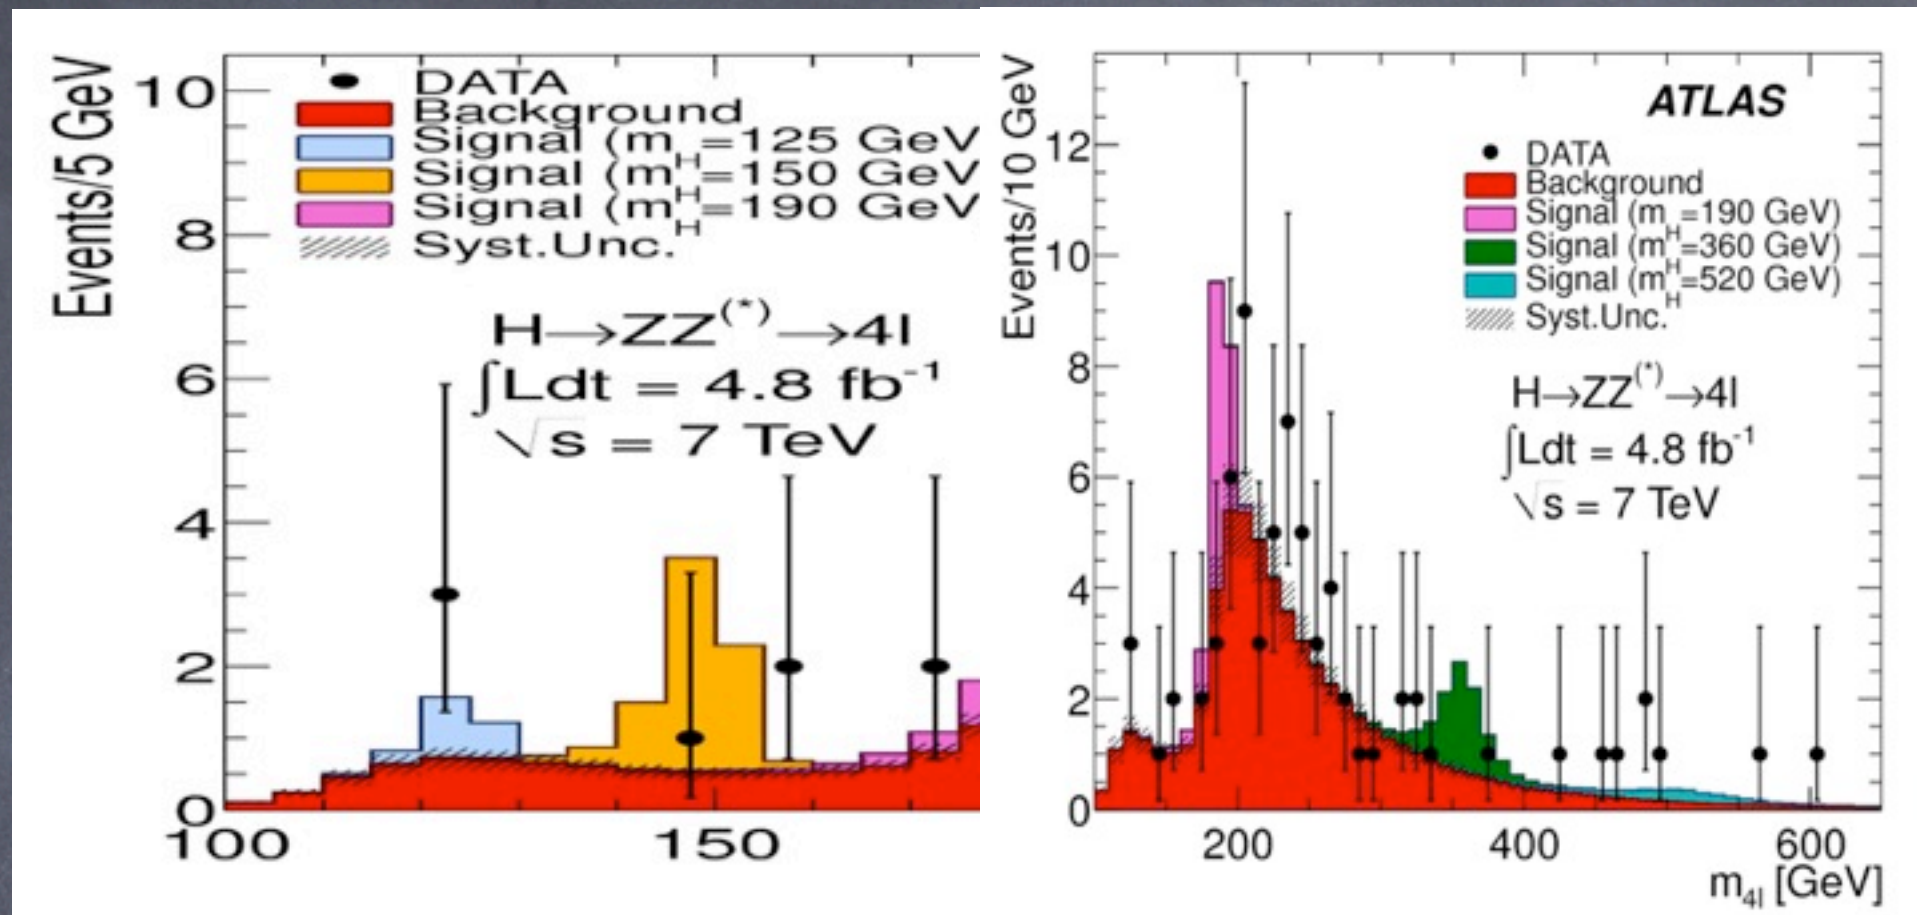 Events/5 GeV
10
8
6
4
2
0
100
150
DATA
Background
Signal (m_H=125 GeV
Signal (m_H=150 GeV
Signal (m_H=190 GeV
Syst.Unc.
H→ZZ(*)→4l
∫Ldt = 4.8 fb-1
√s = 7 TeV
Events/10 GeV
12
10
8
6
4
2
0
200
400
600
m4l [GeV]
ATLAS
DATA
Background
Signal (m_H=190 GeV)
Signal (m_H=360 GeV)
Signal (m_H=520 GeV)
Syst.Unc.
H→ZZ(*)→4l
∫Ldt = 4.8 fb-1
√s = 7 TeV